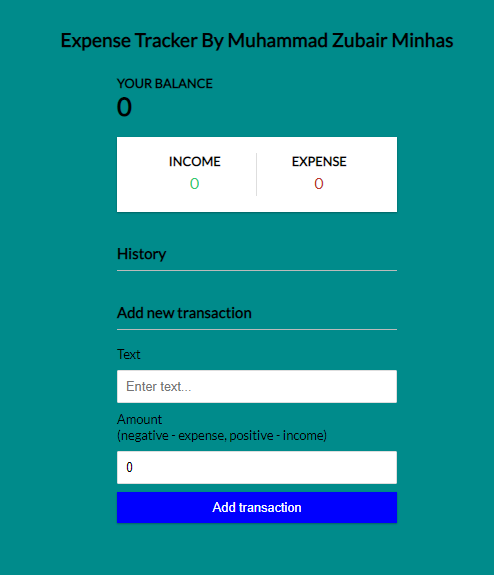 Expense Tracker By Muhammad Zubair Minhas
YOUR BALANCE
0
INCOME EXPENSE
0 0
History
Add new transaction
Text
Enter text...
Amount
(negative - expense, positive - income)
0
Add transaction